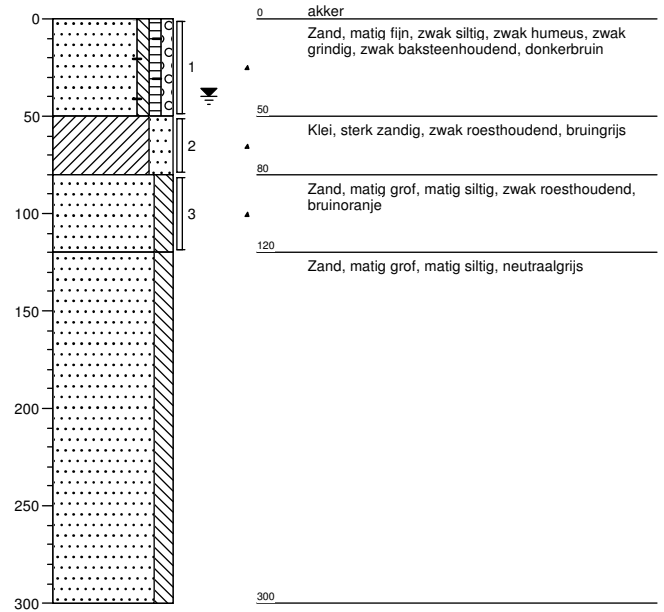 0
50
100
150
200
250
300
1
2
3
0
akker
Zand, matig fijn, zwak siltig, zwak humeus, zwak
grindig, zwak baksteenhoudend, donkerbruin
50
Klei, sterk zandig, zwak roesthoudend, bruingrijs
80
Zand, matig grof, matig siltig, zwak roesthoudend,
bruinoranje
120
Zand, matig grof, matig siltig, neutraalgrijs
300